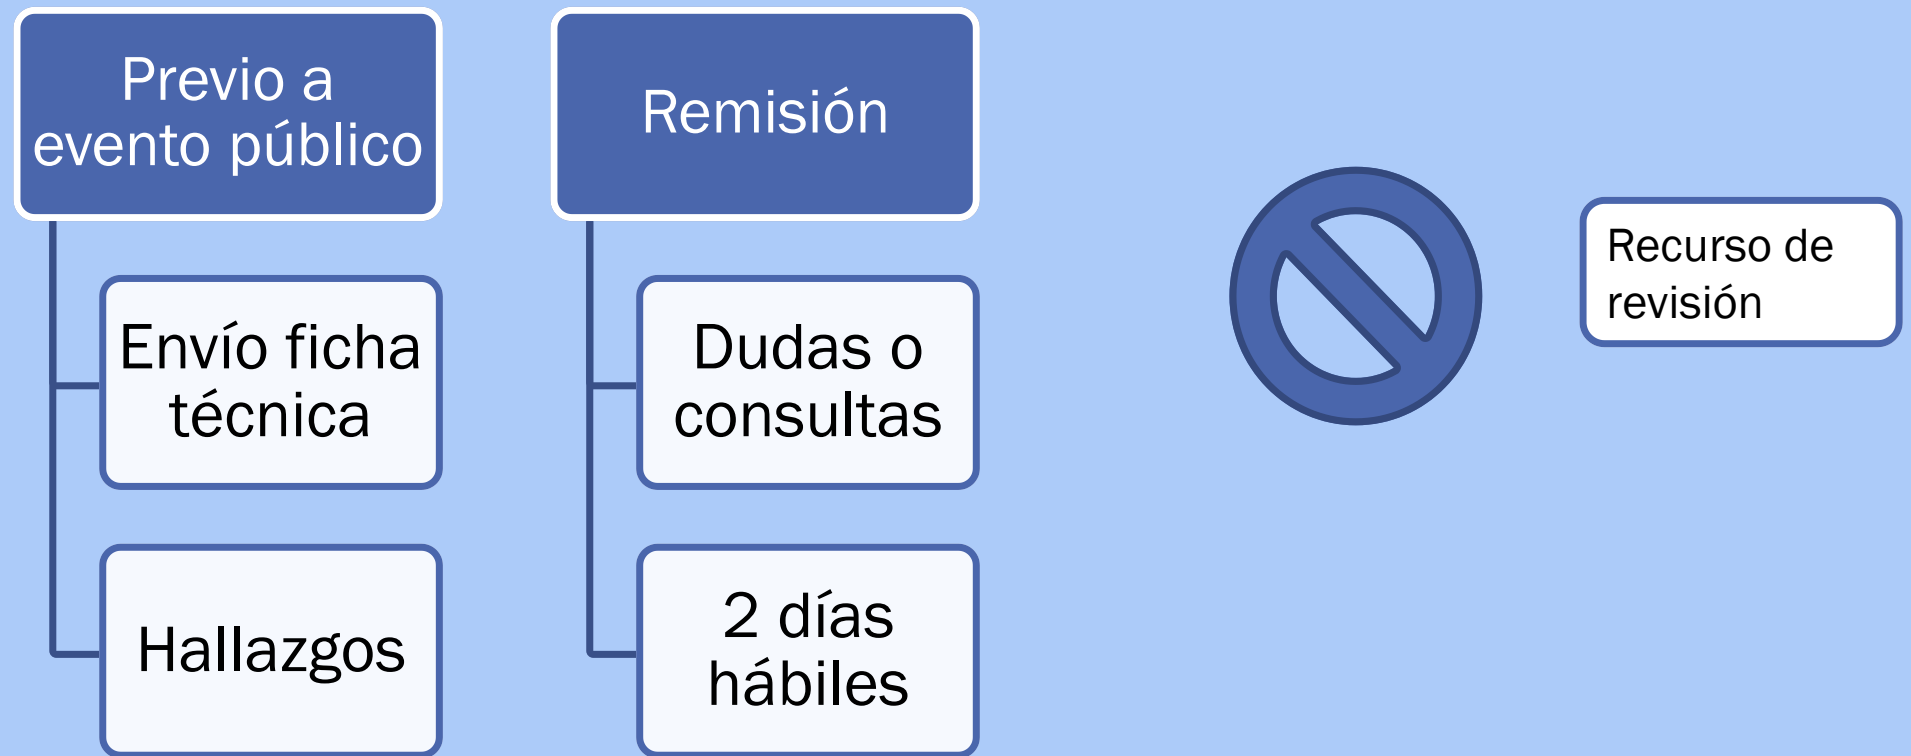 Previo a
evento público
Envío ficha
técnica
Hallazgos
Remisión
Dudas o
consultas
2 días
hábiles
Recurso de
revisión